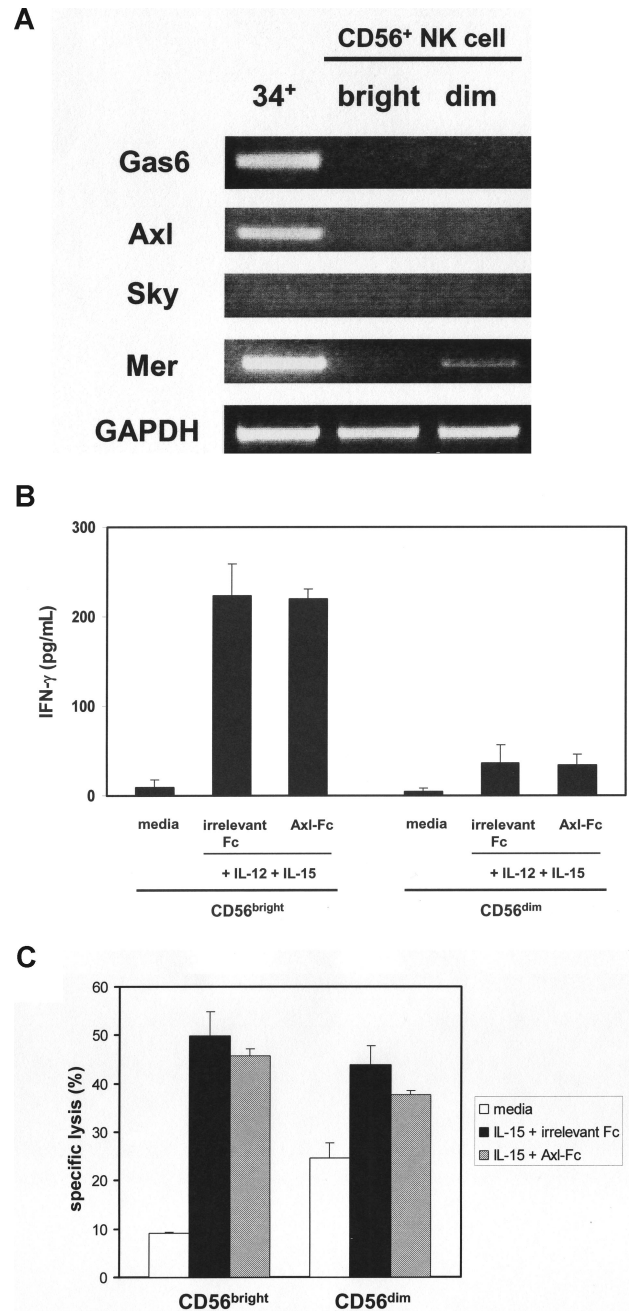 A
CD56+ NK cell
34+ bright dim
Gas6
Axl
Sky
Mer
GAPDH
B
300
200
100
0
IFN-γ (pg/mL)
media irrelevant Fc Axl-Fc media irrelevant Fc Axl-Fc
+ IL-12 + IL-15 + IL-12 + IL-15
CD56bright CD56dim
C
60
50
40
30
20
10
0
specific lysis (%)
media
IL-15 + irrelevant Fc
IL-15 + Axl-Fc
CD56bright CD56dim